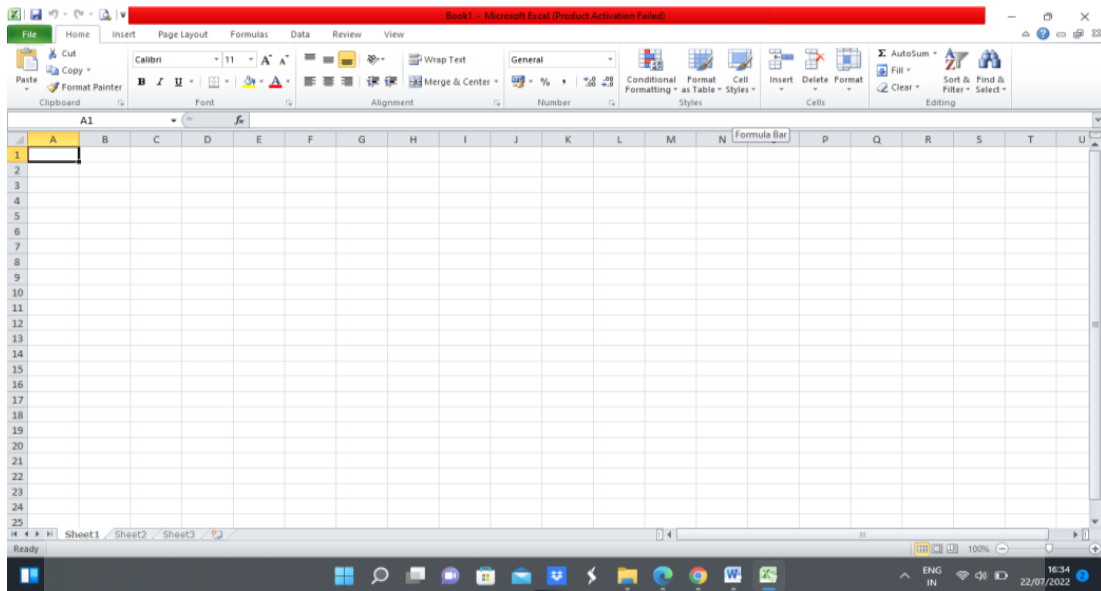 Book1 - Microsoft Excel (Product Activation Failed)
File Home Insert Page Layout Formulas Data Review View
Paste
Cut
Copy
Format Painter
Clipboard
Calibri 11
B I U A
Font
Wrap Text
Merge & Center
Alignment
General
%
Number
Conditional Formatting
Format as Table
Cell Styles
Styles
Insert Delete Format
Cells
Σ AutoSum
Fill
Clear
Sort & Filter
Find & Select
Editing
A1 fx
Formula Bar
A B C D E F G H I J K L M N P Q R S T U
1
2
3
4
5
6
7
8
9
10
11
12
13
14
15
16
17
18
19
20
21
22
23
24
25
Sheet1 Sheet2 Sheet3
Ready 100%
ENG
IN
16:34
22/07/2022
2